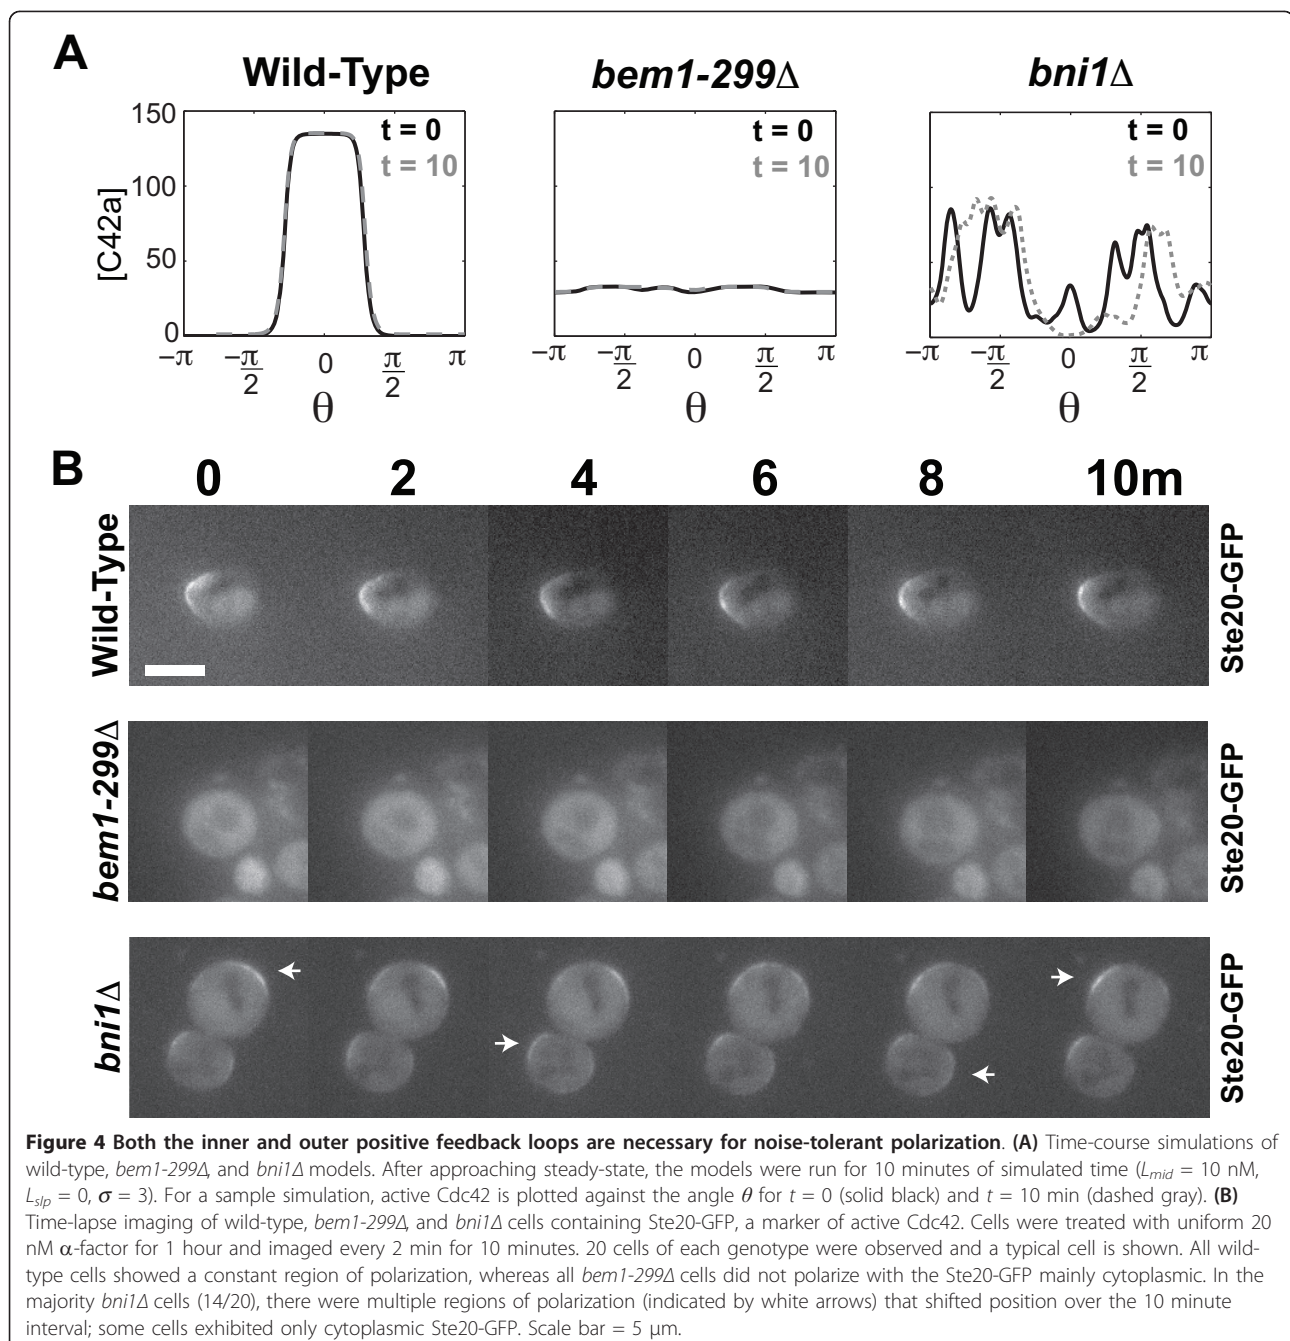 A
Wild-Type
bem1-299Δ
bni1Δ
[C42a]
150
100
50
0
t = 0
t = 10
−π
−π/2
0
π/2
π
θ
t = 0
t = 10
−π
−π/2
0
π/2
π
θ
t = 0
t = 10
−π
−π/2
0
π/2
π
θ
B
0 2 4 6 8 10m
Wild-Type
Ste20-GFP
bem1-299Δ
Ste20-GFP
bni1Δ
Ste20-GFP
Figure 4 Both the inner and outer positive feedback loops are necessary for noise-tolerant polarization. (A) Time-course simulations of
wild-type, bem1-299Δ, and bni1Δ models. After approaching steady-state, the models were run for 10 minutes of simulated time (Lmid = 10 nM,
Lslp = 0, σ = 3). For a sample simulation, active Cdc42 is plotted against the angle θ for t = 0 (solid black) and t = 10 min (dashed gray). (B)
Time-lapse imaging of wild-type, bem1-299Δ, and bni1Δ cells containing Ste20-GFP, a marker of active Cdc42. Cells were treated with uniform 20
nM α-factor for 1 hour and imaged every 2 min for 10 minutes. 20 cells of each genotype were observed and a typical cell is shown. All wild-
type cells showed a constant region of polarization, whereas all bem1-299Δ cells did not polarize with the Ste20-GFP mainly cytoplasmic. In the
majority bni1Δ cells (14/20), there were multiple regions of polarization (indicated by white arrows) that shifted position over the 10 minute
interval; some cells exhibited only cytoplasmic Ste20-GFP. Scale bar = 5 μm.